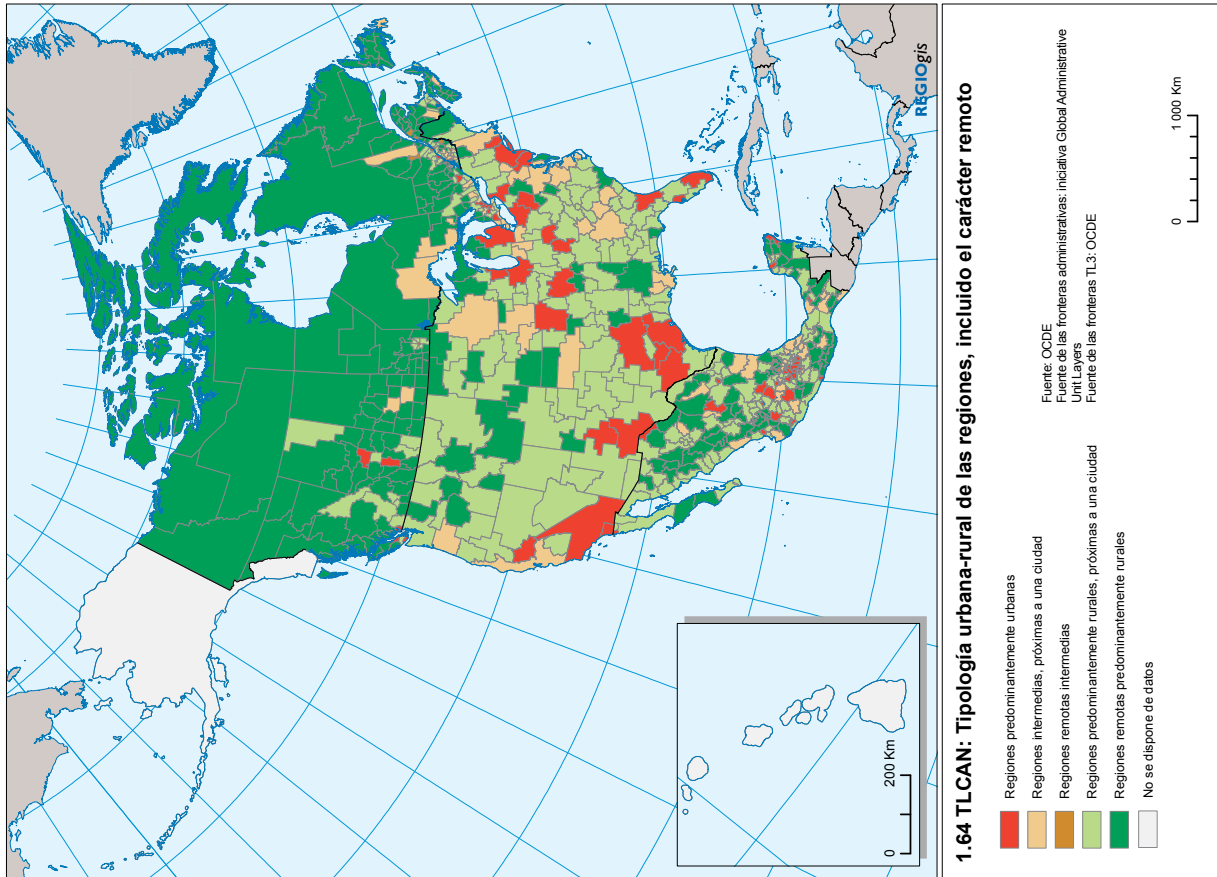 REGIOgis
200 Km
0
1.64 TLCAN: Tipología urbana-rural de las regiones, incluido el carácter remoto
Regiones predominantemente urbanas
Regiones intermedias, próximas a una ciudad
Regiones remotas intermedias
Regiones predominantemente rurales, próximas a una ciudad
Regiones remotas predominantemente rurales
No se dispone de datos
Fuente: OCDE
Fuente de las fronteras administrativas: iniciativa Global Administrative
Unit Layers
Fuente de las fronteras TL3: OCDE
0
1 000 Km